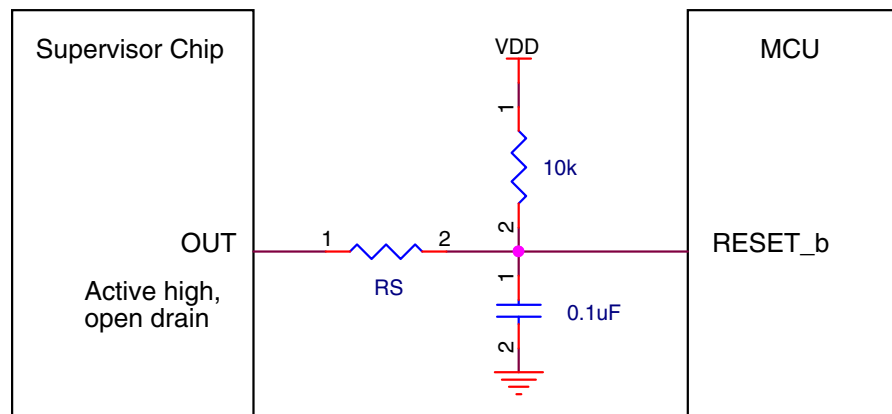 Supervisor Chip
VDD
MCU
1
10k
2
OUT
1
2
RESET_b
RS
1
Active high,
open drain
0.1uF
2